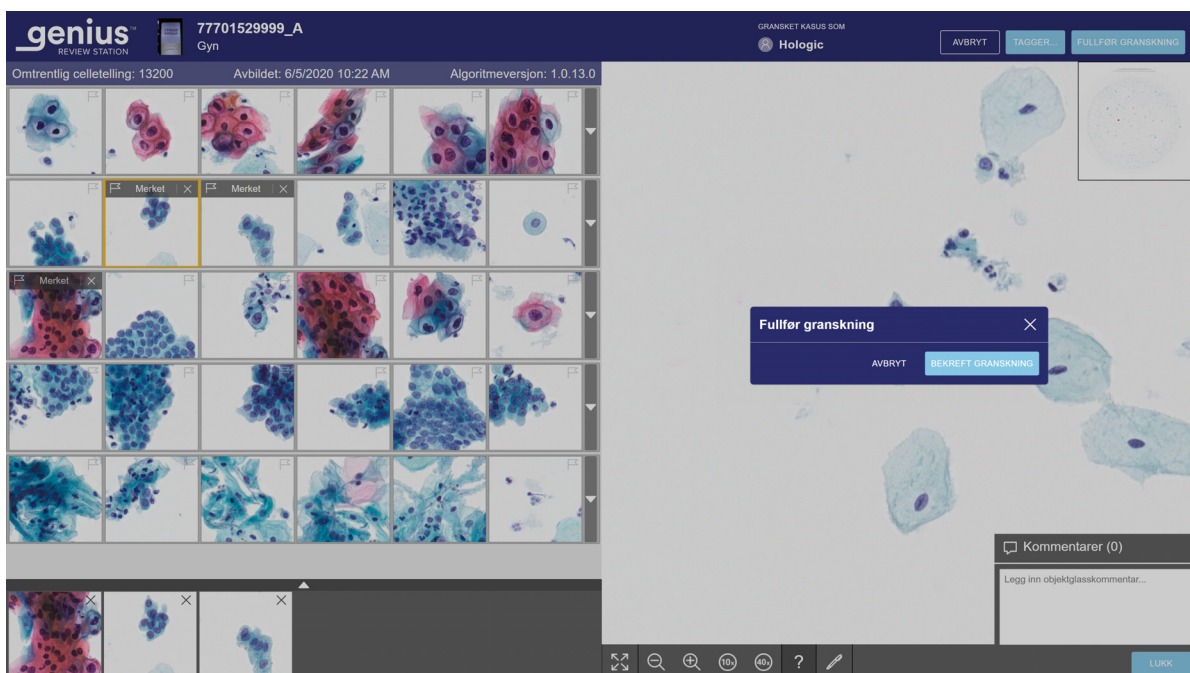 genius™
REVIEW STATION
77701529999_A
Gyn
GRANSKET KASUS SOM
Hologic
AVBRYT
TAGGER...
FULLFØR GRANSKNING
Omtrentlig celletelling: 13200
Avbildet: 6/5/2020 10:22 AM
Algoritmeversjon: 1.0.13.0
Merket
Merket
Merket
Fullfør granskning
AVBRYT
BEKREFT GRANSKNING
Kommentarer (0)
Legg inn objektglasskommentar...
10x
40x
?
LUKK